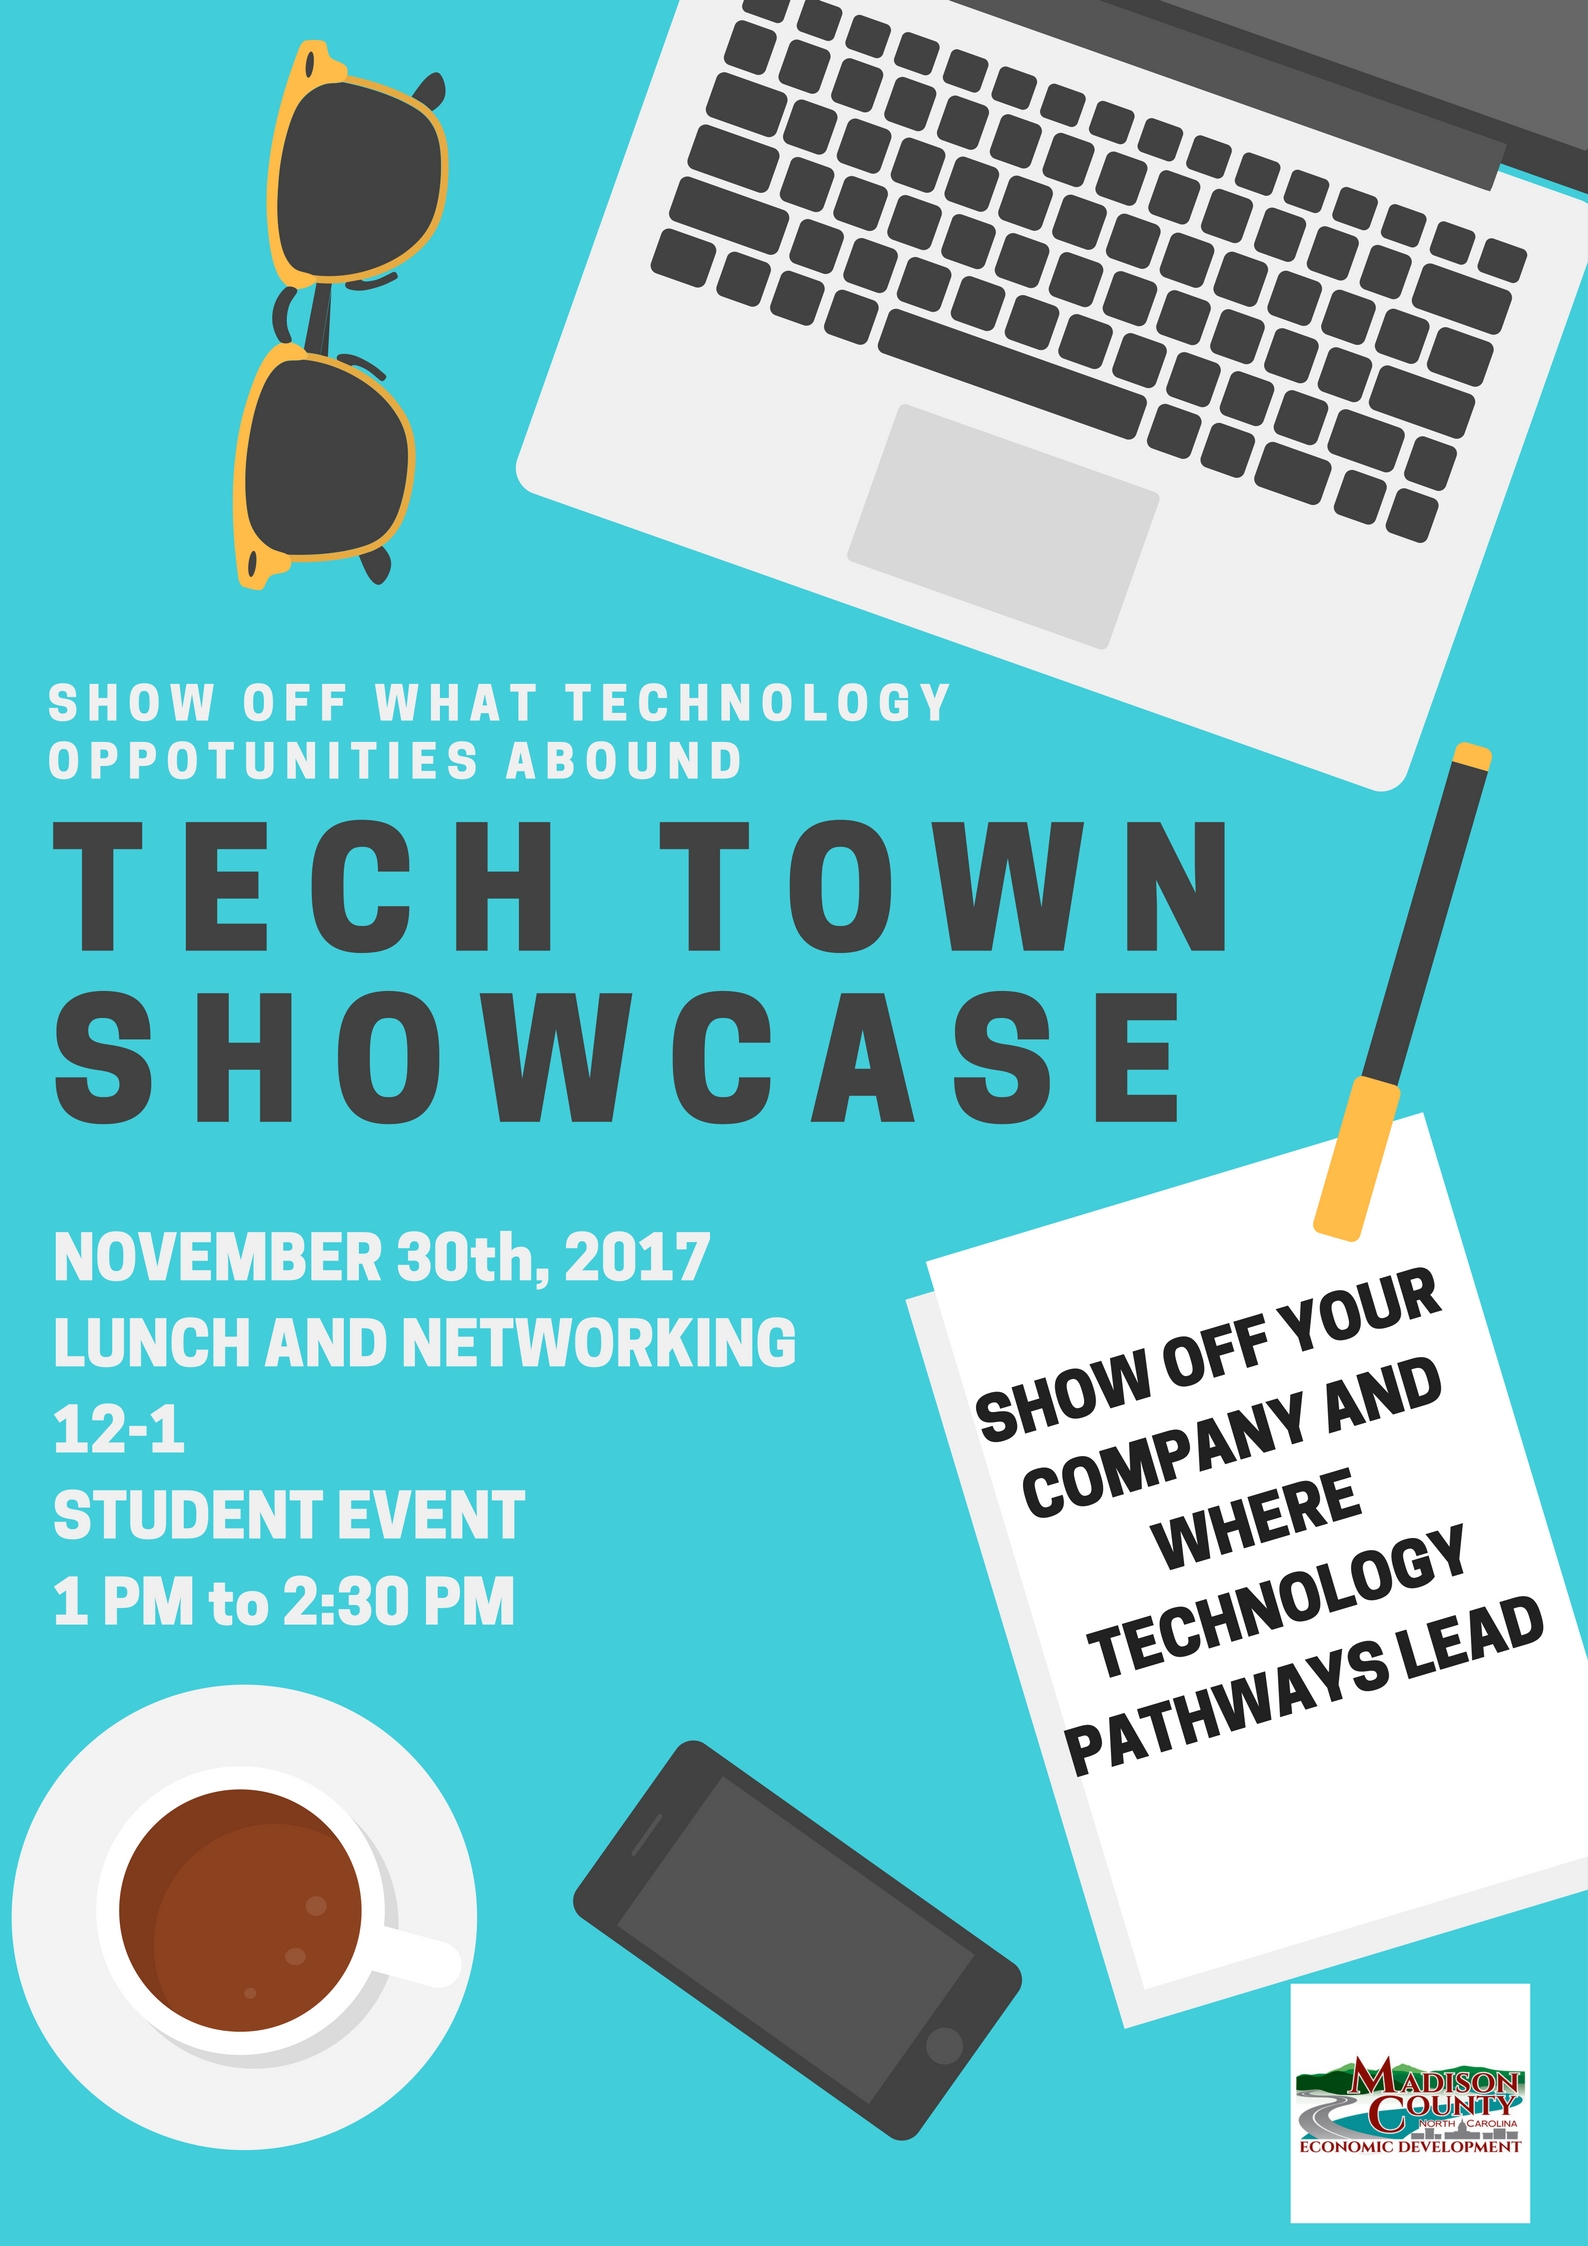 SHOW OFF WHAT TECHNOLOGY
OPPOTUNITIES ABOUND
TECH TOWN
SHOWCASE
NOVEMBER 30th, 2017
LUNCH AND NETWORKING
12-1
STUDENT EVENT
1 PM to 2:30 PM
SHOW OFF YOUR
COMPANY AND
WHERE
TECHNOLOGY
PATHWAYS LEAD
MADISON
COUNTY
NORTH CAROLINA
ECONOMIC DEVELOPMENT